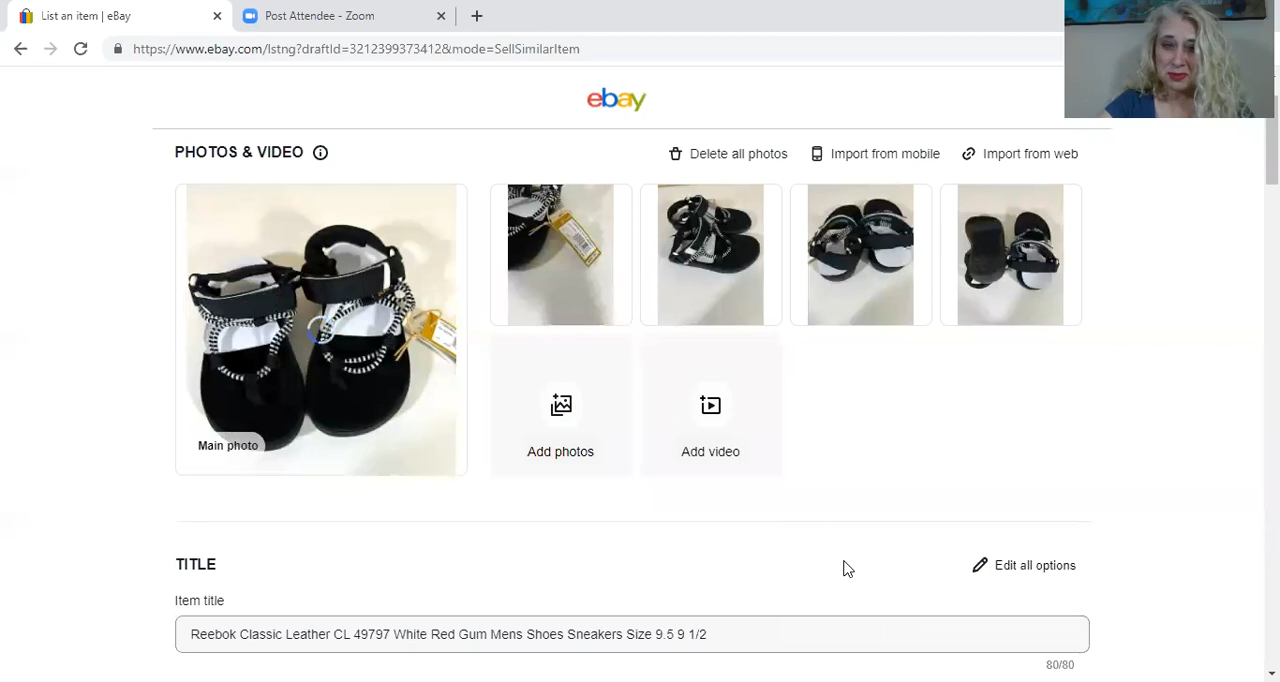 List an item | eBay
Post Attendee - Zoom
https://www.ebay.com/lstng?draftId=3212399373412&mode=SellSimilarItem
ebay
PHOTOS & VIDEO
Delete all photos
Import from mobile
Import from web
Main photo
Add photos
Add video
TITLE
Edit all options
Item title
Reebok Classic Leather CL 49797 White Red Gum Mens Shoes Sneakers Size 9.5 9 1/2
80/80